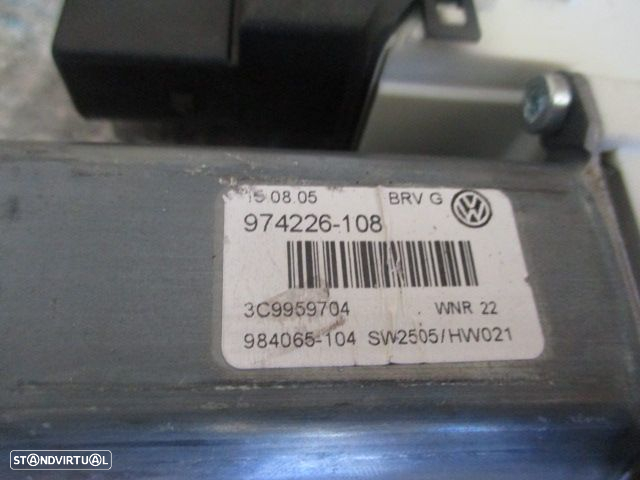 15 08.05 BRV G
974226-108
3C9959704 WNR 22
984065-104 SW2505/HW021
STANDVIRTUAL